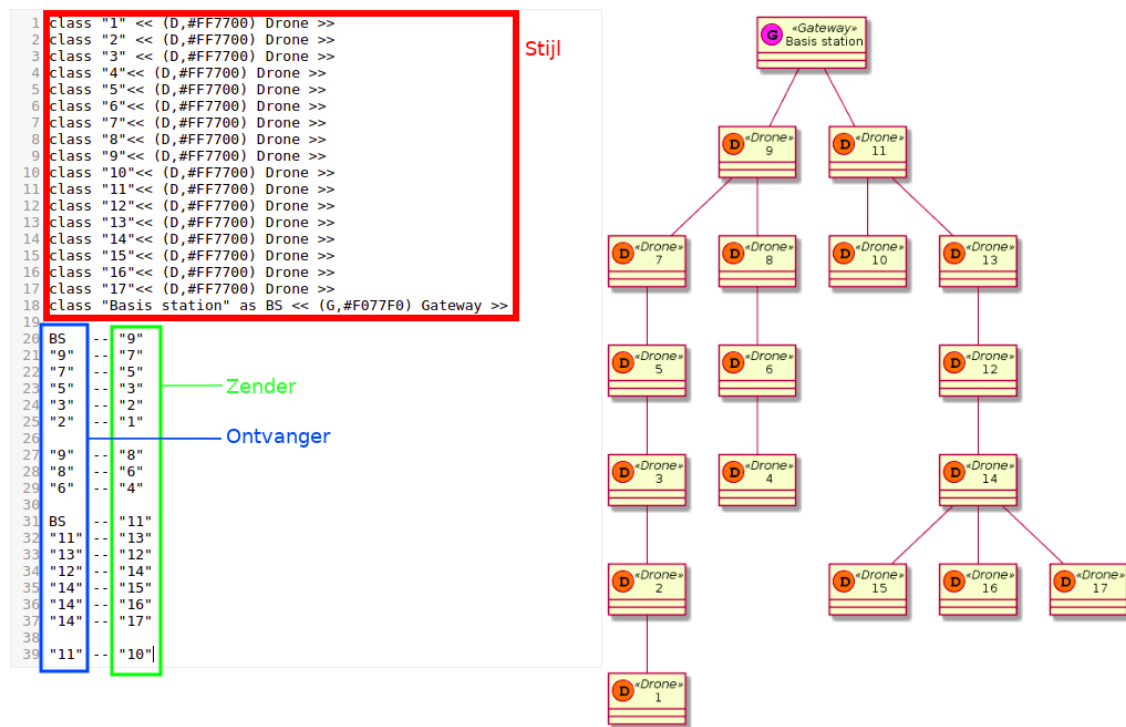 1 class "1" << (D,#FF7700) Drone >>
2 class "2" << (D,#FF7700) Drone >>
3 class "3" << (D,#FF7700) Drone >>
4 class "4"<< (D,#FF7700) Drone >>
5 class "5"<< (D,#FF7700) Drone >>
6 class "6"<< (D,#FF7700) Drone >>
7 class "7"<< (D,#FF7700) Drone >>
8 class "8"<< (D,#FF7700) Drone >>
9 class "9"<< (D,#FF7700) Drone >>
10 class "10"<< (D,#FF7700) Drone >>
11 class "11"<< (D,#FF7700) Drone >>
12 class "12"<< (D,#FF7700) Drone >>
13 class "13"<< (D,#FF7700) Drone >>
14 class "14"<< (D,#FF7700) Drone >>
15 class "15"<< (D,#FF7700) Drone >>
16 class "16"<< (D,#FF7700) Drone >>
17 class "17"<< (D,#FF7700) Drone >>
18 class "Basis station" as BS << (G,#F077F0) Gateway >>
19
20 BS -- "9"
21 "9" -- "7"
22 "7" -- "5"
23 "5" -- "3"
24 "3" -- "2"
25 "2" -- "1"
26
27 "9" -- "8"
28 "8" -- "6"
29 "6" -- "4"
30
31 BS -- "11"
32 "11" -- "13"
33 "13" -- "12"
34 "12" -- "14"
35 "14" -- "15"
36 "14" -- "16"
37 "14" -- "17"
38
39 "11" -- "10"
Stijl
Zender
Ontvanger
G «Gateway»
Basis station
D «Drone»
9
D «Drone»
11
D «Drone»
7
D «Drone»
8
D «Drone»
10
D «Drone»
13
D «Drone»
5
D «Drone»
6
D «Drone»
12
D «Drone»
3
D «Drone»
4
D «Drone»
14
D «Drone»
2
D «Drone»
15
D «Drone»
16
D «Drone»
17
D «Drone»
1